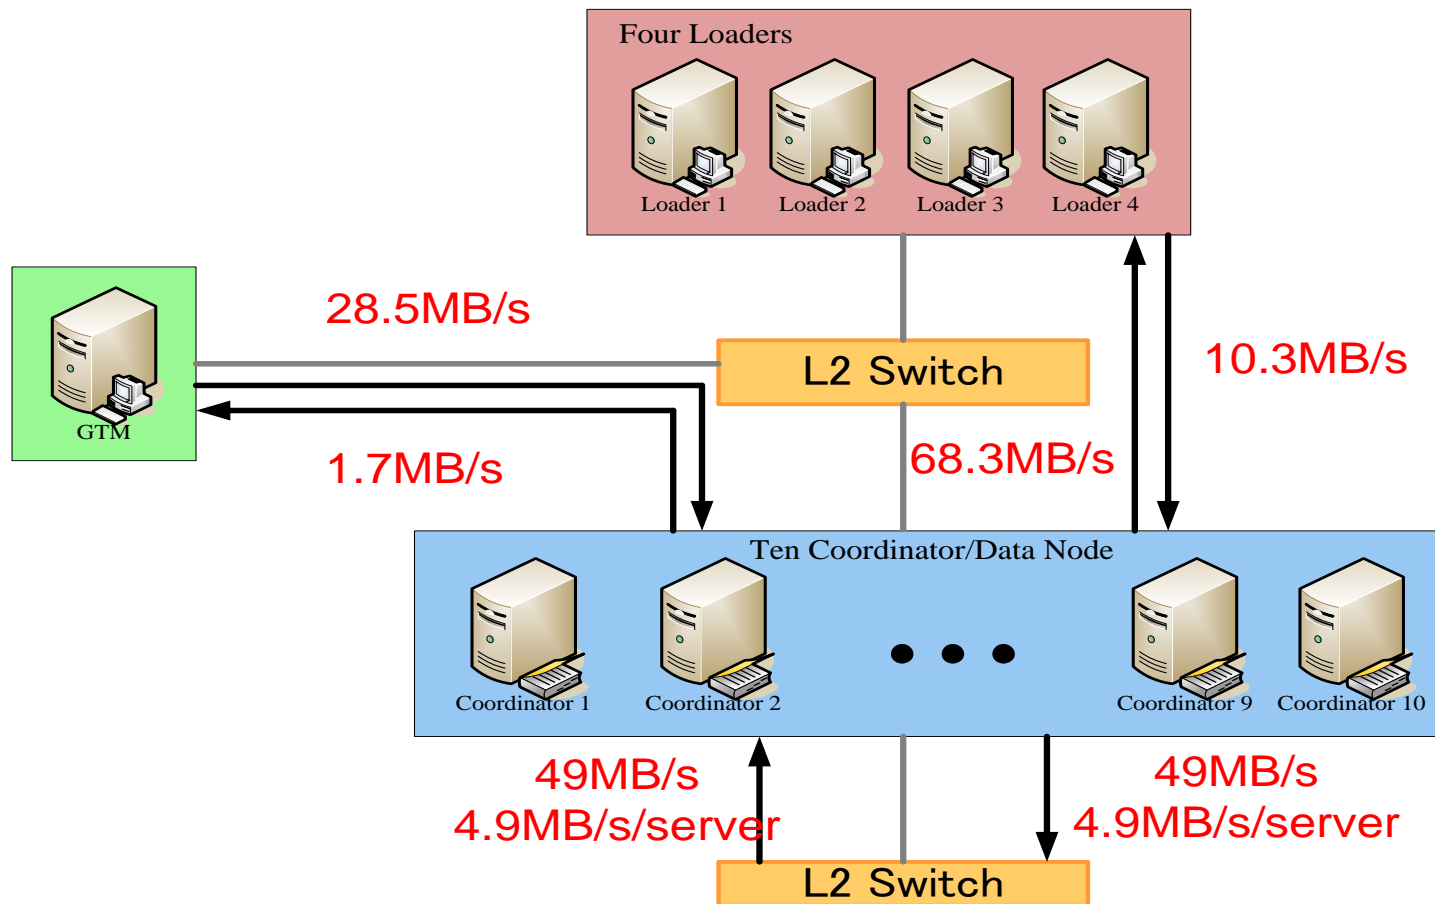 Four Loaders
Loader 1
Loader 2
Loader 3
Loader 4
28.5MB/s
L2 Switch
10.3MB/s
GTM
1.7MB/s
68.3MB/s
Ten Coordinator/Data Node
Coordinator 1
Coordinator 2
Coordinator 9
Coordinator 10
49MB/s
4.9MB/s/server
49MB/s
4.9MB/s/server
L2 Switch